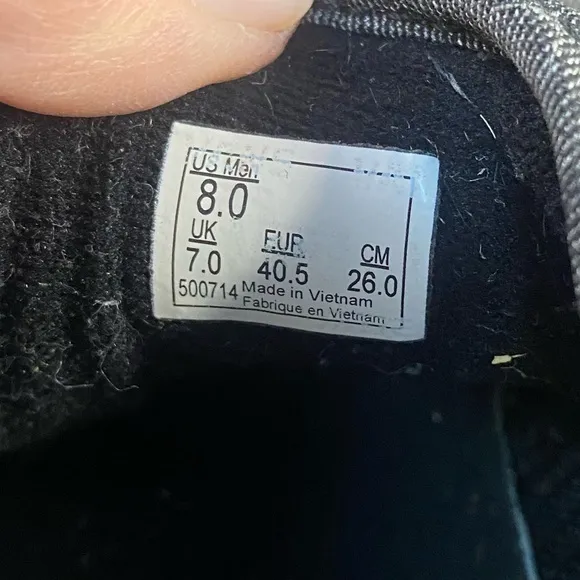 US Men
8.0
UK EUR CM
7.0 40.5 26.0
500714 Made in Vietnam
Fabrique en Vietnam